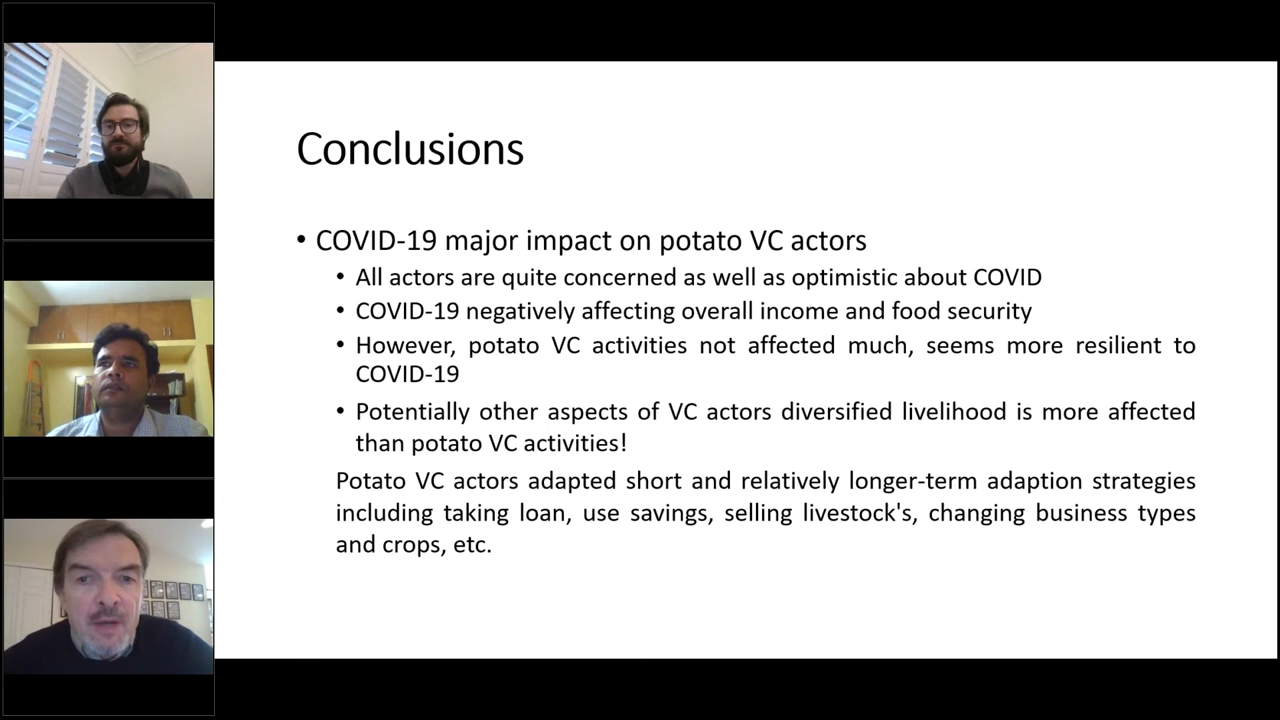 Conclusions
• COVID-19 major impact on potato VC actors
• All actors are quite concerned as well as optimistic about COVID
• COVID-19 negatively affecting overall income and food security
• However, potato VC activities not affected much, seems more resilient to
COVID-19
• Potentially other aspects of VC actors diversified livelihood is more affected
than potato VC activities!
Potato VC actors adapted short and relatively longer-term adaption strategies
including taking loan, use savings, selling livestock's, changing business types
and crops, etc.